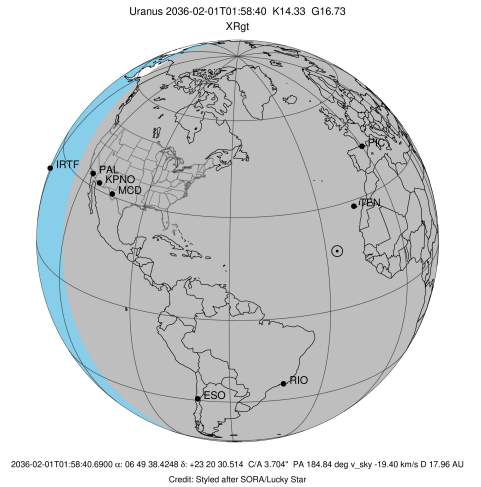 Uranus 2036-02-01T01:58:40 K14.33 G16.73
XRgt
IRTF
PAL
KPNO
MCD
PIC
TEN
RIO
ESO
2036-02-01T01:58:40.6900 α: 06 49 38.4248 δ: +23 20 30.514 C/A 3.704" PA 184.84 deg v_sky -19.40 km/s D 17.96 AU
Credit: Styled after SORA/Lucky Star